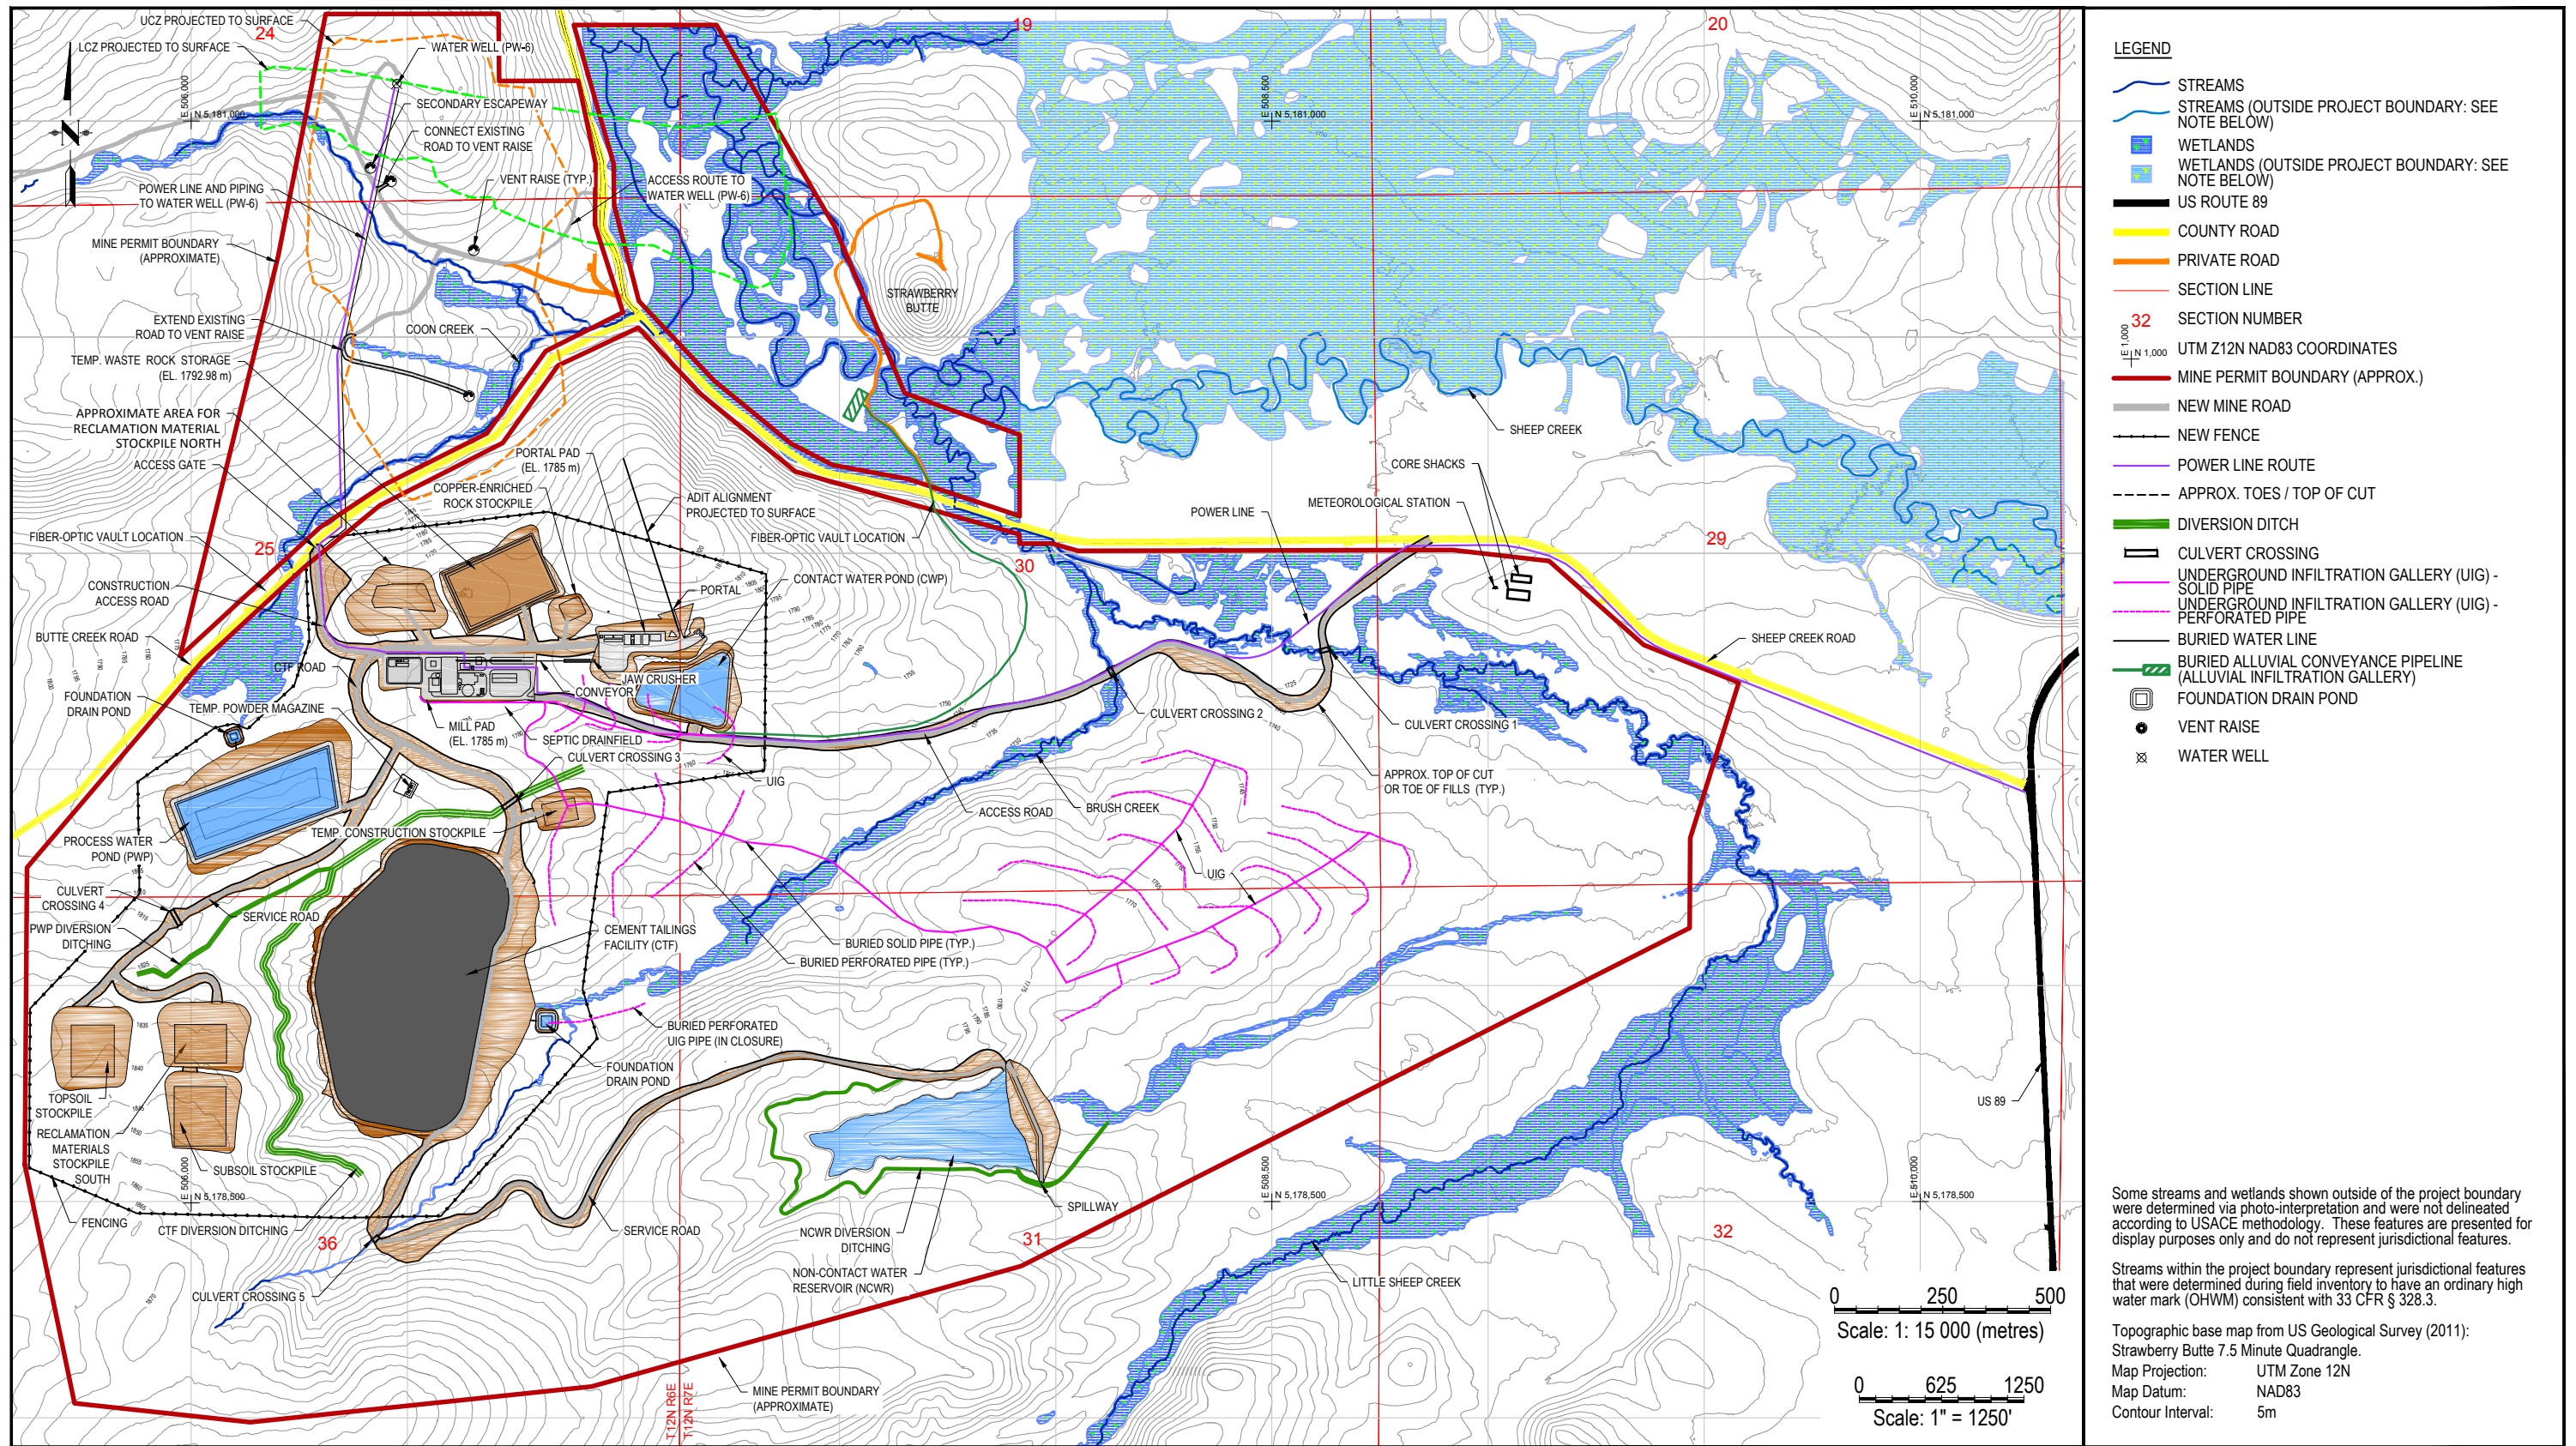 UCZ PROJECTED TO SURFACE
24
LCZ PROJECTED TO SURFACE
WATER WELL (PW-6)
19
20
E 506,000
N 5,181,000
E 508,500
N 5,181,000
E 510,000
N 5,181,000
N
SECONDARY ESCAPEWAY
CONNECT EXISTING
ROAD TO VENT RAISE
POWER LINE AND PIPING
TO WATER WELL (PW-6)
VENT RAISE (TYP.)
ACCESS ROUTE TO
WATER WELL (PW-6)
MINE PERMIT BOUNDARY
(APPROXIMATE)
STRAWBERRY
BUTTE
EXTEND EXISTING
ROAD TO VENT RAISE
COON CREEK
TEMP. WASTE ROCK STORAGE
(EL. 1792.98 m)
APPROXIMATE AREA FOR
RECLAMATION MATERIAL
STOCKPILE NORTH
ACCESS GATE
SHEEP CREEK
PORTAL PAD
(EL. 1785 m)
COPPER-ENRICHED
ROCK STOCKPILE
ADIT ALIGNMENT
PROJECTED TO SURFACE
CORE SHACKS
METEOROLOGICAL STATION
POWER LINE
FIBER-OPTIC VAULT LOCATION
25
FIBER-OPTIC VAULT LOCATION
29
30
CONSTRUCTION
ACCESS ROAD
CONTACT WATER POND (CWP)
PORTAL
BUTTE CREEK ROAD
SHEEP CREEK ROAD
CTF ROAD
JAW CRUSHER
CONVEYOR
FOUNDATION
DRAIN POND
TEMP. POWDER MAGAZINE
MILL PAD
(EL. 1785 m)
SEPTIC DRAINFIELD
CULVERT CROSSING 3
CULVERT CROSSING 2
CULVERT CROSSING 1
UIG
APPROX. TOP OF CUT
OR TOE OF FILLS (TYP.)
ACCESS ROAD
BRUSH CREEK
TEMP. CONSTRUCTION STOCKPILE
PROCESS WATER
POND (PWP)
UIG
CULVERT
CROSSING 4
SERVICE ROAD
PWP DIVERSION
DITCHING
CEMENT TAILINGS
FACILITY (CTF)
BURIED SOLID PIPE (TYP.)
BURIED PERFORATED PIPE (TYP.)
BURIED PERFORATED
UIG PIPE (IN CLOSURE)
FOUNDATION
DRAIN POND
TOPSOIL
STOCKPILE
RECLAMATION
MATERIALS
STOCKPILE
SOUTH
SUBSOIL STOCKPILE
E 506,000
N 5,178,500
E 508,500
N 5,178,500
E 510,000
N 5,178,500
US 89
FENCING
CTF DIVERSION DITCHING
36
SERVICE ROAD
NCWR DIVERSION
DITCHING
SPILLWAY
31
32
NON-CONTACT WATER
RESERVOIR (NCWR)
LITTLE SHEEP CREEK
CULVERT CROSSING 5
T12N R6E
T12N R7E
MINE PERMIT BOUNDARY
(APPROXIMATE)
0 250 500
Scale: 1: 15 000 (metres)
0 625 1250
Scale: 1" = 1250'
LEGEND
STREAMS
STREAMS (OUTSIDE PROJECT BOUNDARY: SEE
NOTE BELOW)
WETLANDS
WETLANDS (OUTSIDE PROJECT BOUNDARY: SEE
NOTE BELOW)
US ROUTE 89
COUNTY ROAD
PRIVATE ROAD
SECTION LINE
32 SECTION NUMBER
E 1,000 N 1,000 UTM Z12N NAD83 COORDINATES
MINE PERMIT BOUNDARY (APPROX.)
NEW MINE ROAD
NEW FENCE
POWER LINE ROUTE
APPROX. TOES / TOP OF CUT
DIVERSION DITCH
CULVERT CROSSING
UNDERGROUND INFILTRATION GALLERY (UIG) -
SOLID PIPE
UNDERGROUND INFILTRATION GALLERY (UIG) -
PERFORATED PIPE
BURIED WATER LINE
BURIED ALLUVIAL CONVEYANCE PIPELINE
(ALLUVIAL INFILTRATION GALLERY)
FOUNDATION DRAIN POND
VENT RAISE
WATER WELL
Some streams and wetlands shown outside of the project boundary
were determined via photo-interpretation and were not delineated
according to USACE methodology. These features are presented for
display purposes only and do not represent jurisdictional features.
Streams within the project boundary represent jurisdictional features
that were determined during field inventory to have an ordinary high
water mark (OHWM) consistent with 33 CFR § 328.3.
Topographic base map from US Geological Survey (2011):
Strawberry Butte 7.5 Minute Quadrangle.
Map Projection: UTM Zone 12N
Map Datum: NAD83
Contour Interval: 5m